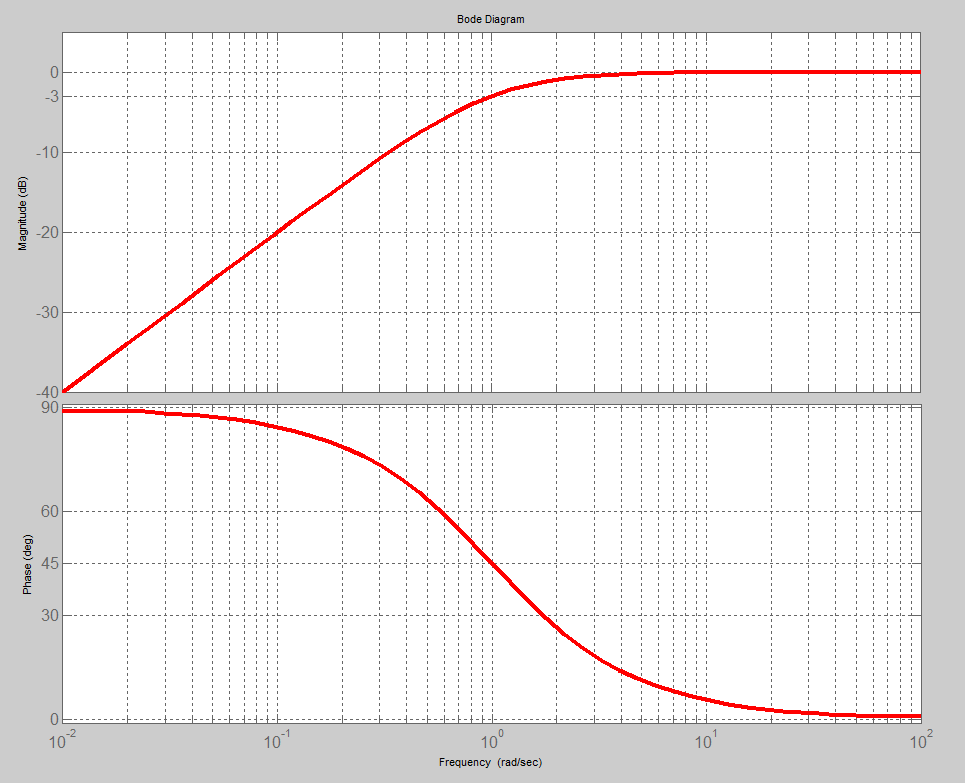 Bode Diagram
0
-3
-10
-20
-30
-40
Magnitude (dB)
90
60
45
30
0
Phase (deg)
10^-2 10^-1 10^0 10^1 10^2
Frequency (rad/sec)